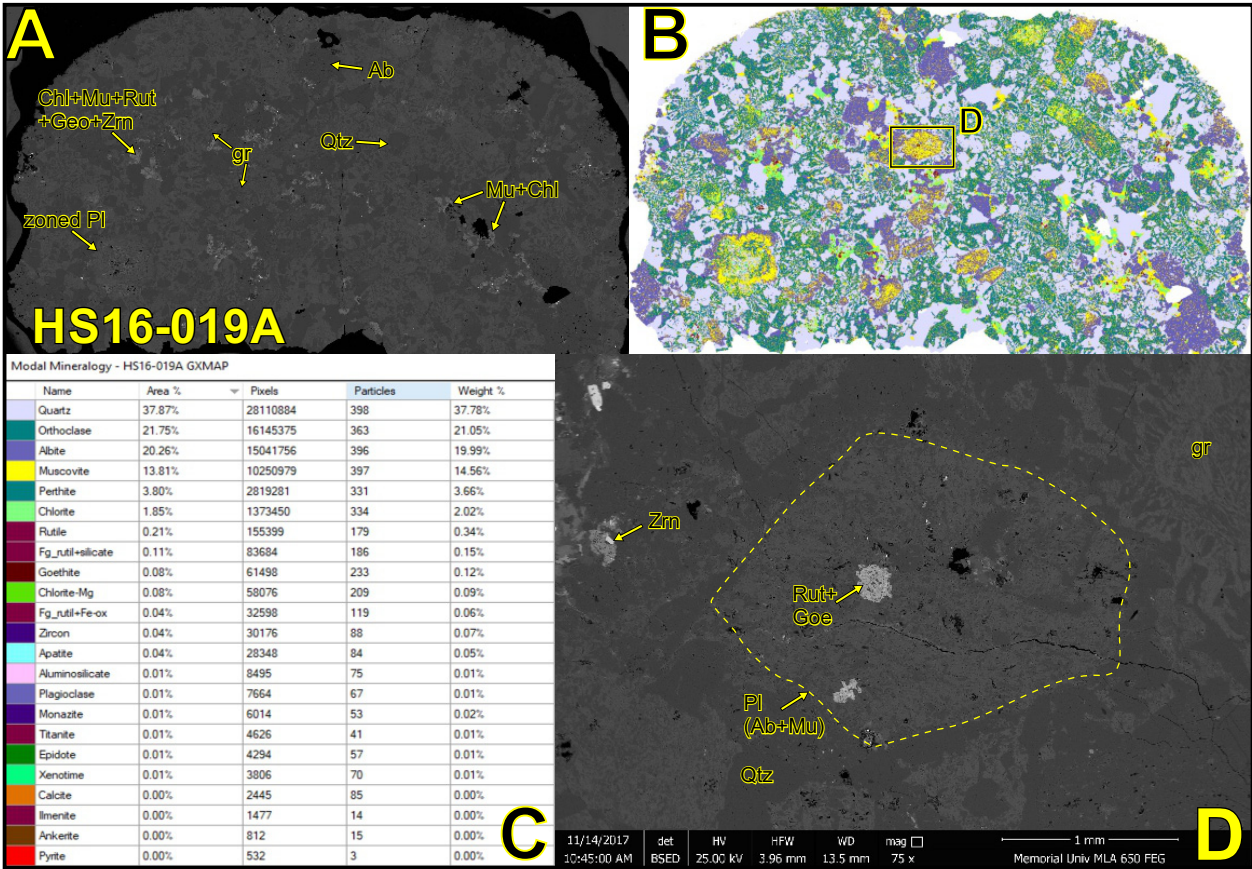 A
Ab
Chl+Mu+Rut
+Geo+Zrn
gr
Qtz
Mu+Chl
zoned Pl
HS16-019A
B
D
Modal Mineralogy - HS16-019A GXMAP
Name Area % Pixels Particles Weight %
Quartz 37.87% 28110884 398 37.78%
Orthoclase 21.75% 16145375 363 21.05%
Albite 20.26% 15041756 396 19.99%
Muscovite 13.81% 10250979 397 14.56%
Perthite 3.80% 2819281 331 3.66%
Chlorite 1.85% 1373450 334 2.02%
Rutile 0.21% 155399 179 0.34%
Fg_rutil+silicate 0.11% 83684 186 0.15%
Goethite 0.08% 61498 233 0.12%
Chlorite-Mg 0.08% 58076 209 0.09%
Fg_rutil+Fe-ox 0.04% 32598 119 0.06%
Zircon 0.04% 30176 88 0.07%
Apatite 0.04% 28348 84 0.05%
Aluminosilicate 0.01% 8495 75 0.01%
Plagioclase 0.01% 7664 67 0.01%
Monazite 0.01% 6014 53 0.02%
Titanite 0.01% 4626 41 0.01%
Epidote 0.01% 4294 57 0.01%
Xenotime 0.01% 3806 70 0.01%
Calcite 0.00% 2445 85 0.00%
Ilmenite 0.00% 1477 14 0.00%
Ankerite 0.00% 812 15 0.00%
Pyrite 0.00% 532 3 0.00%
C
gr
Zrn
Rut+
Goe
Pl
(Ab+Mu)
Qtz
D
11/14/2017 det HV HFW WD mag □ 1 mm
10:45:00 AM BSED 25.00 kV 3.96 mm 13.5 mm 75 x Memorial Univ MLA 650 FEG